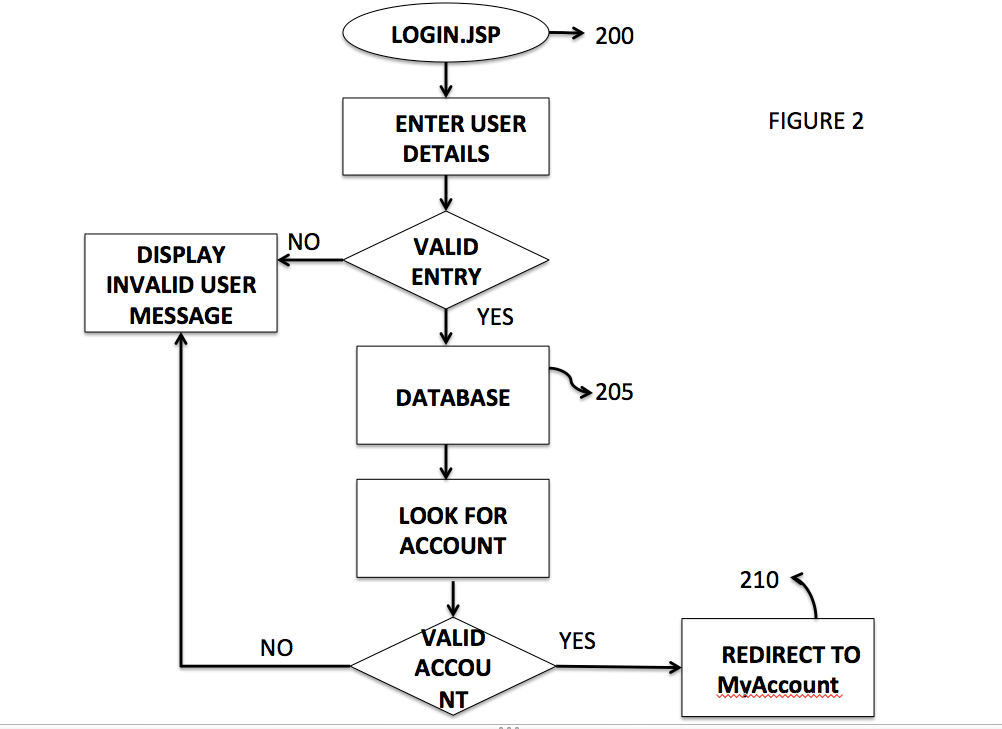 LOGIN.JSP
200
ENTER USER
DETAILS
FIGURE 2
VALID
ENTRY
NO
DISPLAY
INVALID USER
MESSAGE
YES
DATABASE
205
LOOK FOR
ACCOUNT
VALID
ACCOU
NT
NO
YES
210
REDIRECT TO
MyAccount